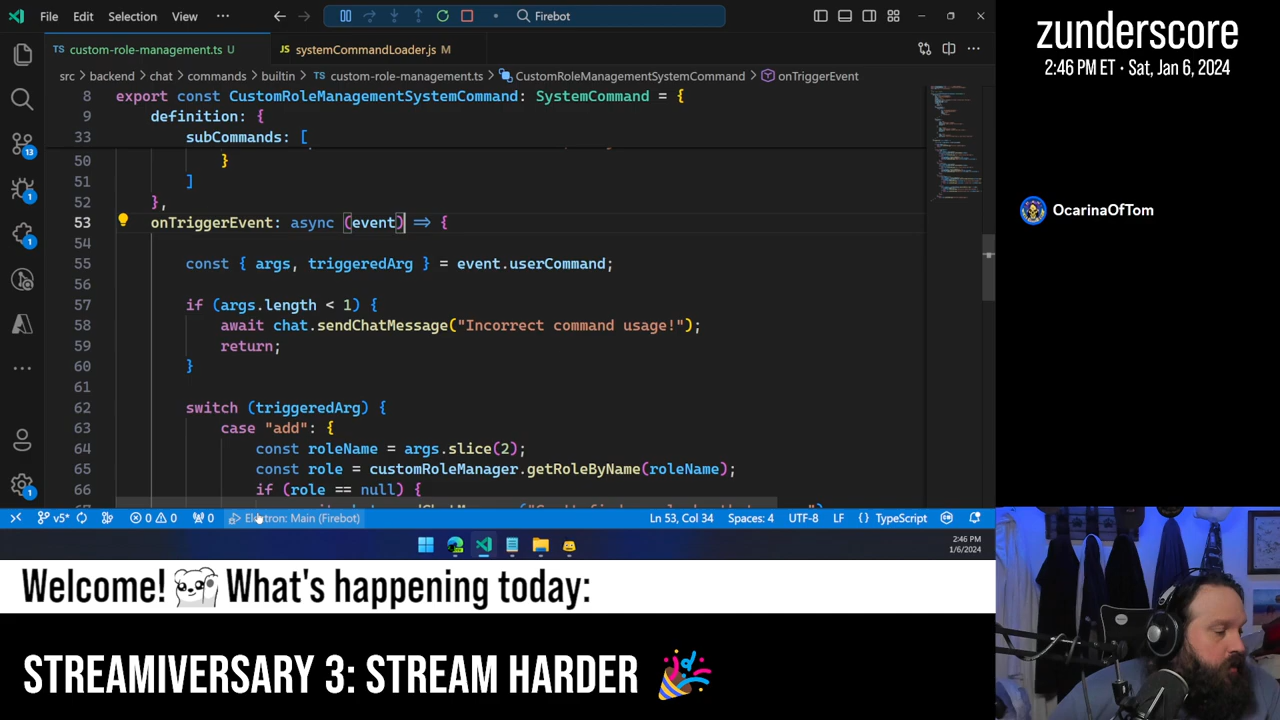 File Edit Selection View ··· Firebot
custom-role-management.ts U
JS systemCommandLoader.js M
src > backend > chat > commands > builtin > TS custom-role-management.ts > CustomRoleManagementSystemCommand > onTriggerEvent
8 export const CustomRoleManagementSystemCommand: SystemCommand = {
9 definition: {
33 subCommands: [
50 }
51 ]
52 },
53 onTriggerEvent: async (event) => {
54
55 const { args, triggeredArg } = event.userCommand;
56
57 if (args.length < 1) {
58 await chat.sendChatMessage("Incorrect command usage!");
59 return;
60 }
61
62 switch (triggeredArg) {
63 case "add": {
64 const roleName = args.slice(2);
65 const role = customRoleManager.getRoleByName(roleName);
66 if (role == null) {
13
1
1
1
v5* 0 0 0 Electron: Main (Firebot) Ln 53, Col 34 Spaces: 4 UTF-8 LF { } TypeScript
2:46 PM
1/6/2024
Welcome! What's happening today:
STREAMIVERSARY 3: STREAM HARDER
zunderscore
2:46 PM ET • Sat, Jan 6, 2024
OcarinaOfTom